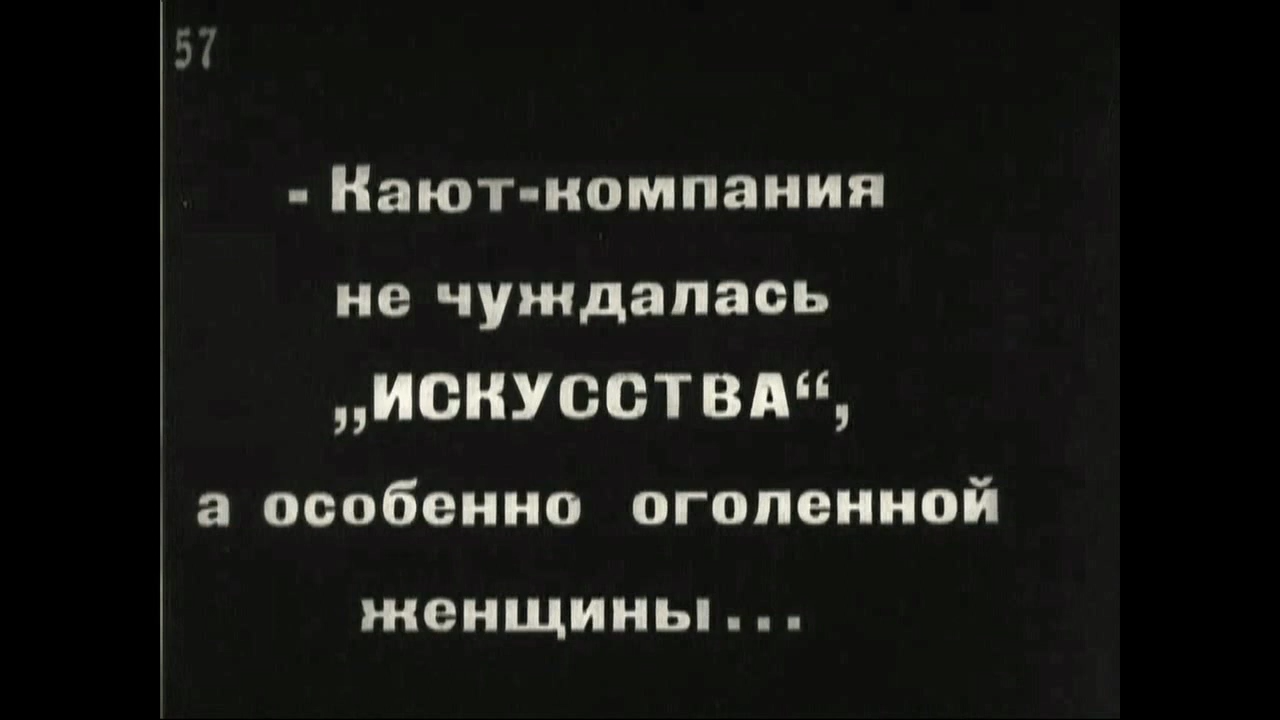 57
- Кают-компания
не чуждалась
„ИСКУССТВА“,
а особенно оголенной
женщины...